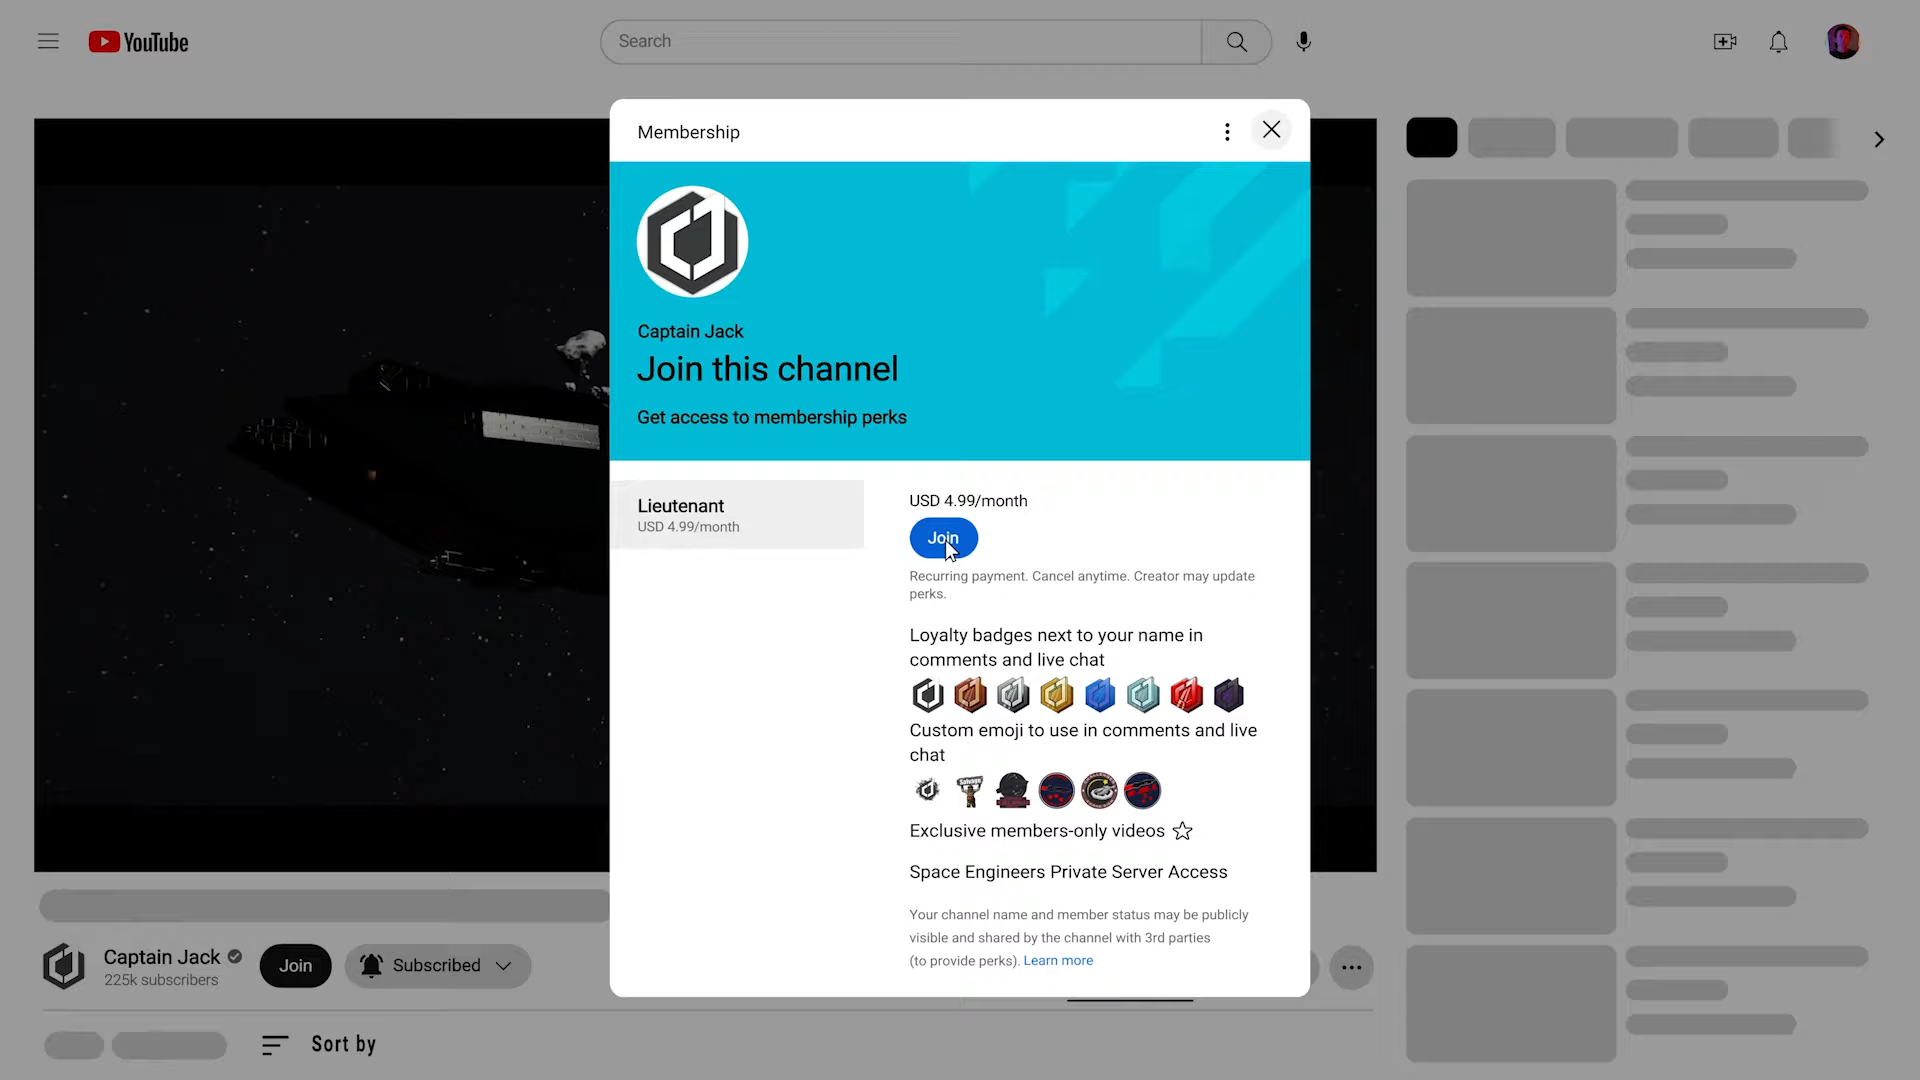 YouTube
Search
Membership
Captain Jack
Join this channel
Get access to membership perks
Lieutenant
USD 4.99/month
USD 4.99/month
Join
Recurring payment. Cancel anytime. Creator may update
perks.
Loyalty badges next to your name in
comments and live chat
Custom emoji to use in comments and live
chat
Salvage
Exclusive members-only videos
Space Engineers Private Server Access
Your channel name and member status may be publicly
visible and shared by the channel with 3rd parties
(to provide perks). Learn more
Captain Jack
225k subscribers
Join
Subscribed
Sort by